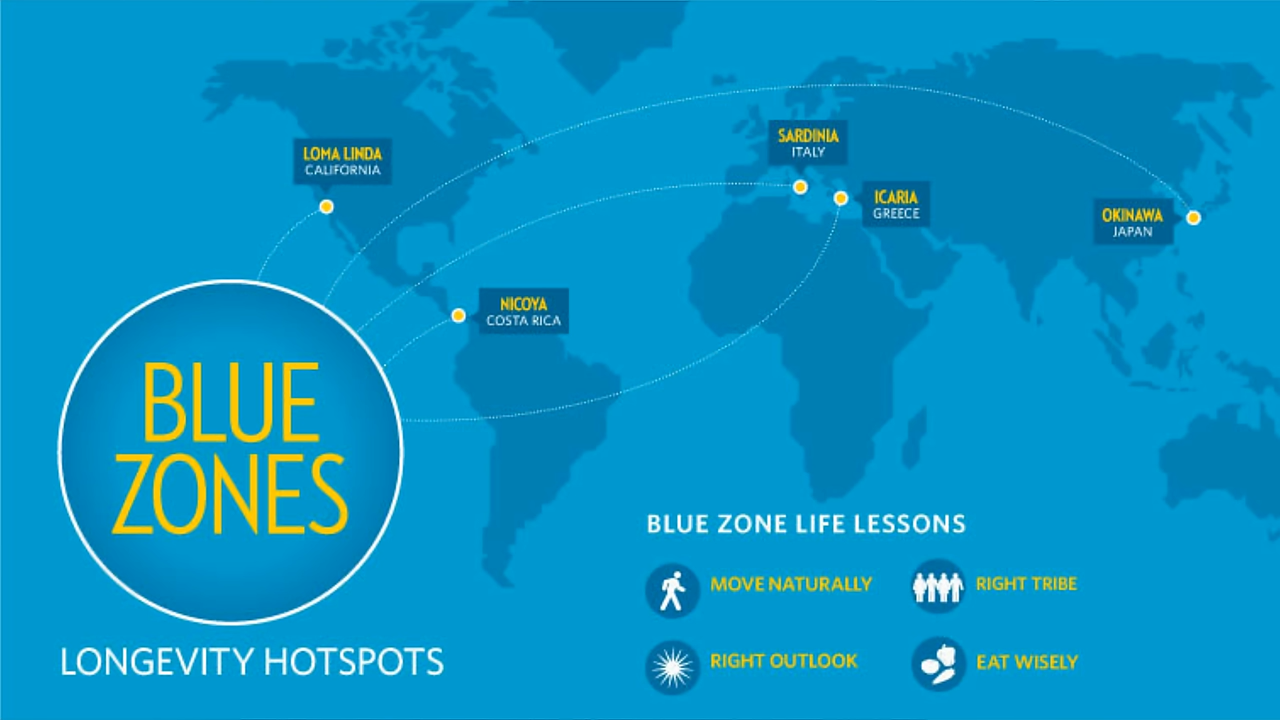 LOMA LINDA
CALIFORNIA
SARDINIA
ITALY
ICARIA
GREECE
OKINAWA
JAPAN
NICOYA
COSTA RICA
BLUE
ZONES
LONGEVITY HOTSPOTS
BLUE ZONE LIFE LESSONS
MOVE NATURALLY
RIGHT TRIBE
RIGHT OUTLOOK
EAT WISELY